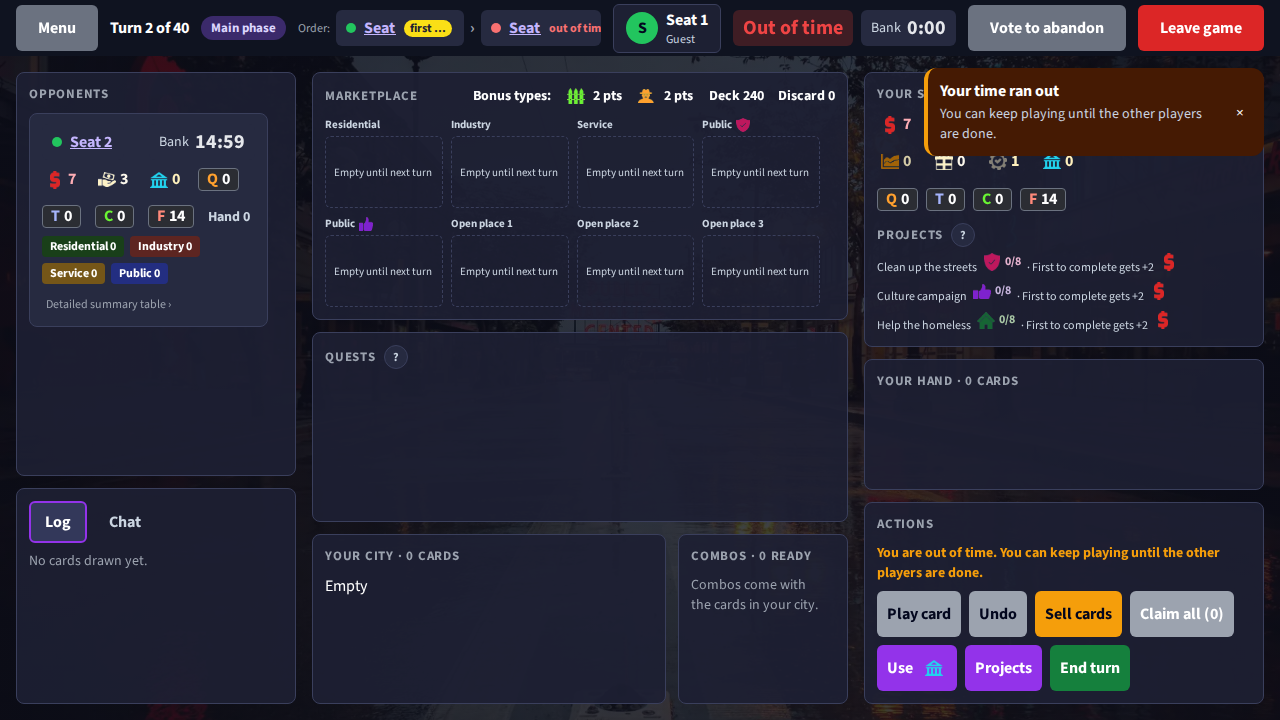 Menu
Turn 2 of 40
Main phase
Order:
Seat
first ...
›
Seat
out of tim
S
Seat 1
Guest
Out of time
Bank 0:00
Vote to abandon
Leave game
OPPONENTS
Seat 2
Bank 14:59
7
3
0
Q 0
T 0
C 0
F 14
Hand 0
Residential 0
Industry 0
Service 0
Public 0
Detailed summary table ›
Log
Chat
No cards drawn yet.
MARKETPLACE
Bonus types:
2 pts
2 pts
Deck 240
Discard 0
Residential
Industry
Service
Public
Empty until next turn
Empty until next turn
Empty until next turn
Empty until next turn
Public
Open place 1
Open place 2
Open place 3
Empty until next turn
Empty until next turn
Empty until next turn
Empty until next turn
QUESTS
?
YOUR CITY · 0 CARDS
Empty
COMBOS · 0 READY
Combos come with
the cards in your city.
YOUR S
Your time ran out
You can keep playing until the other players
are done.
×
7
0
0
1
0
Q 0
T 0
C 0
F 14
PROJECTS
?
Clean up the streets
0/8
· First to complete gets +2
Culture campaign
0/8
· First to complete gets +2
Help the homeless
0/8
· First to complete gets +2
YOUR HAND · 0 CARDS
ACTIONS
You are out of time. You can keep playing until the other
players are done.
Play card
Undo
Sell cards
Claim all (0)
Use
Projects
End turn